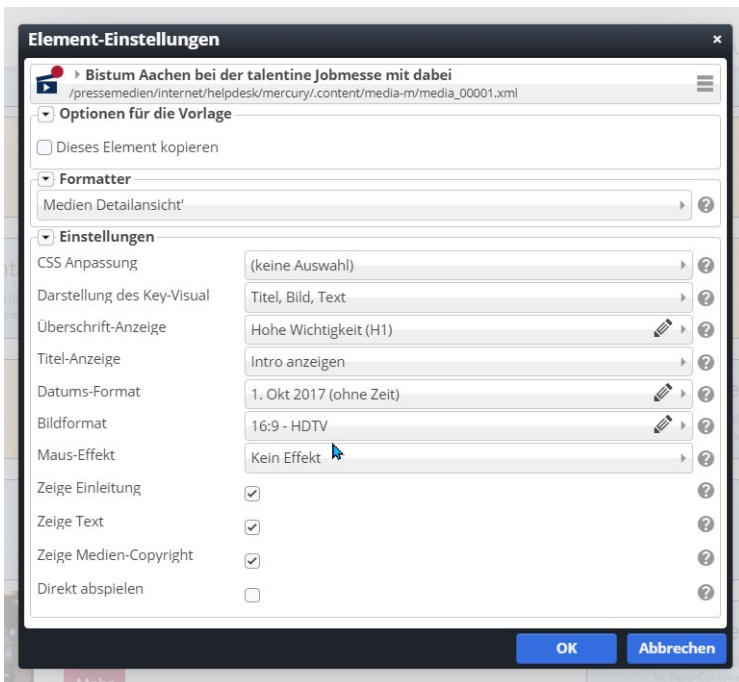 Element-Einstellungen
Bistum Aachen bei der talentine Jobmesse mit dabei
/pressemedien/internet/helpdesk/mercury/.content/media-m/media_00001.xml
Optionen für die Vorlage
Dieses Element kopieren
Formatter
Medien Detailansicht'
Einstellungen
CSS Anpassung (keine Auswahl)
Darstellung des Key-Visual Titel, Bild, Text
Überschrift-Anzeige Hohe Wichtigkeit (H1)
Titel-Anzeige Intro anzeigen
Datums-Format 1. Okt 2017 (ohne Zeit)
Bildformat 16:9 - HDTV
Maus-Effekt Kein Effekt
Zeige Einleitung
Zeige Text
Zeige Medien-Copyright
Direkt abspielen
OK Abbrechen
Mehr